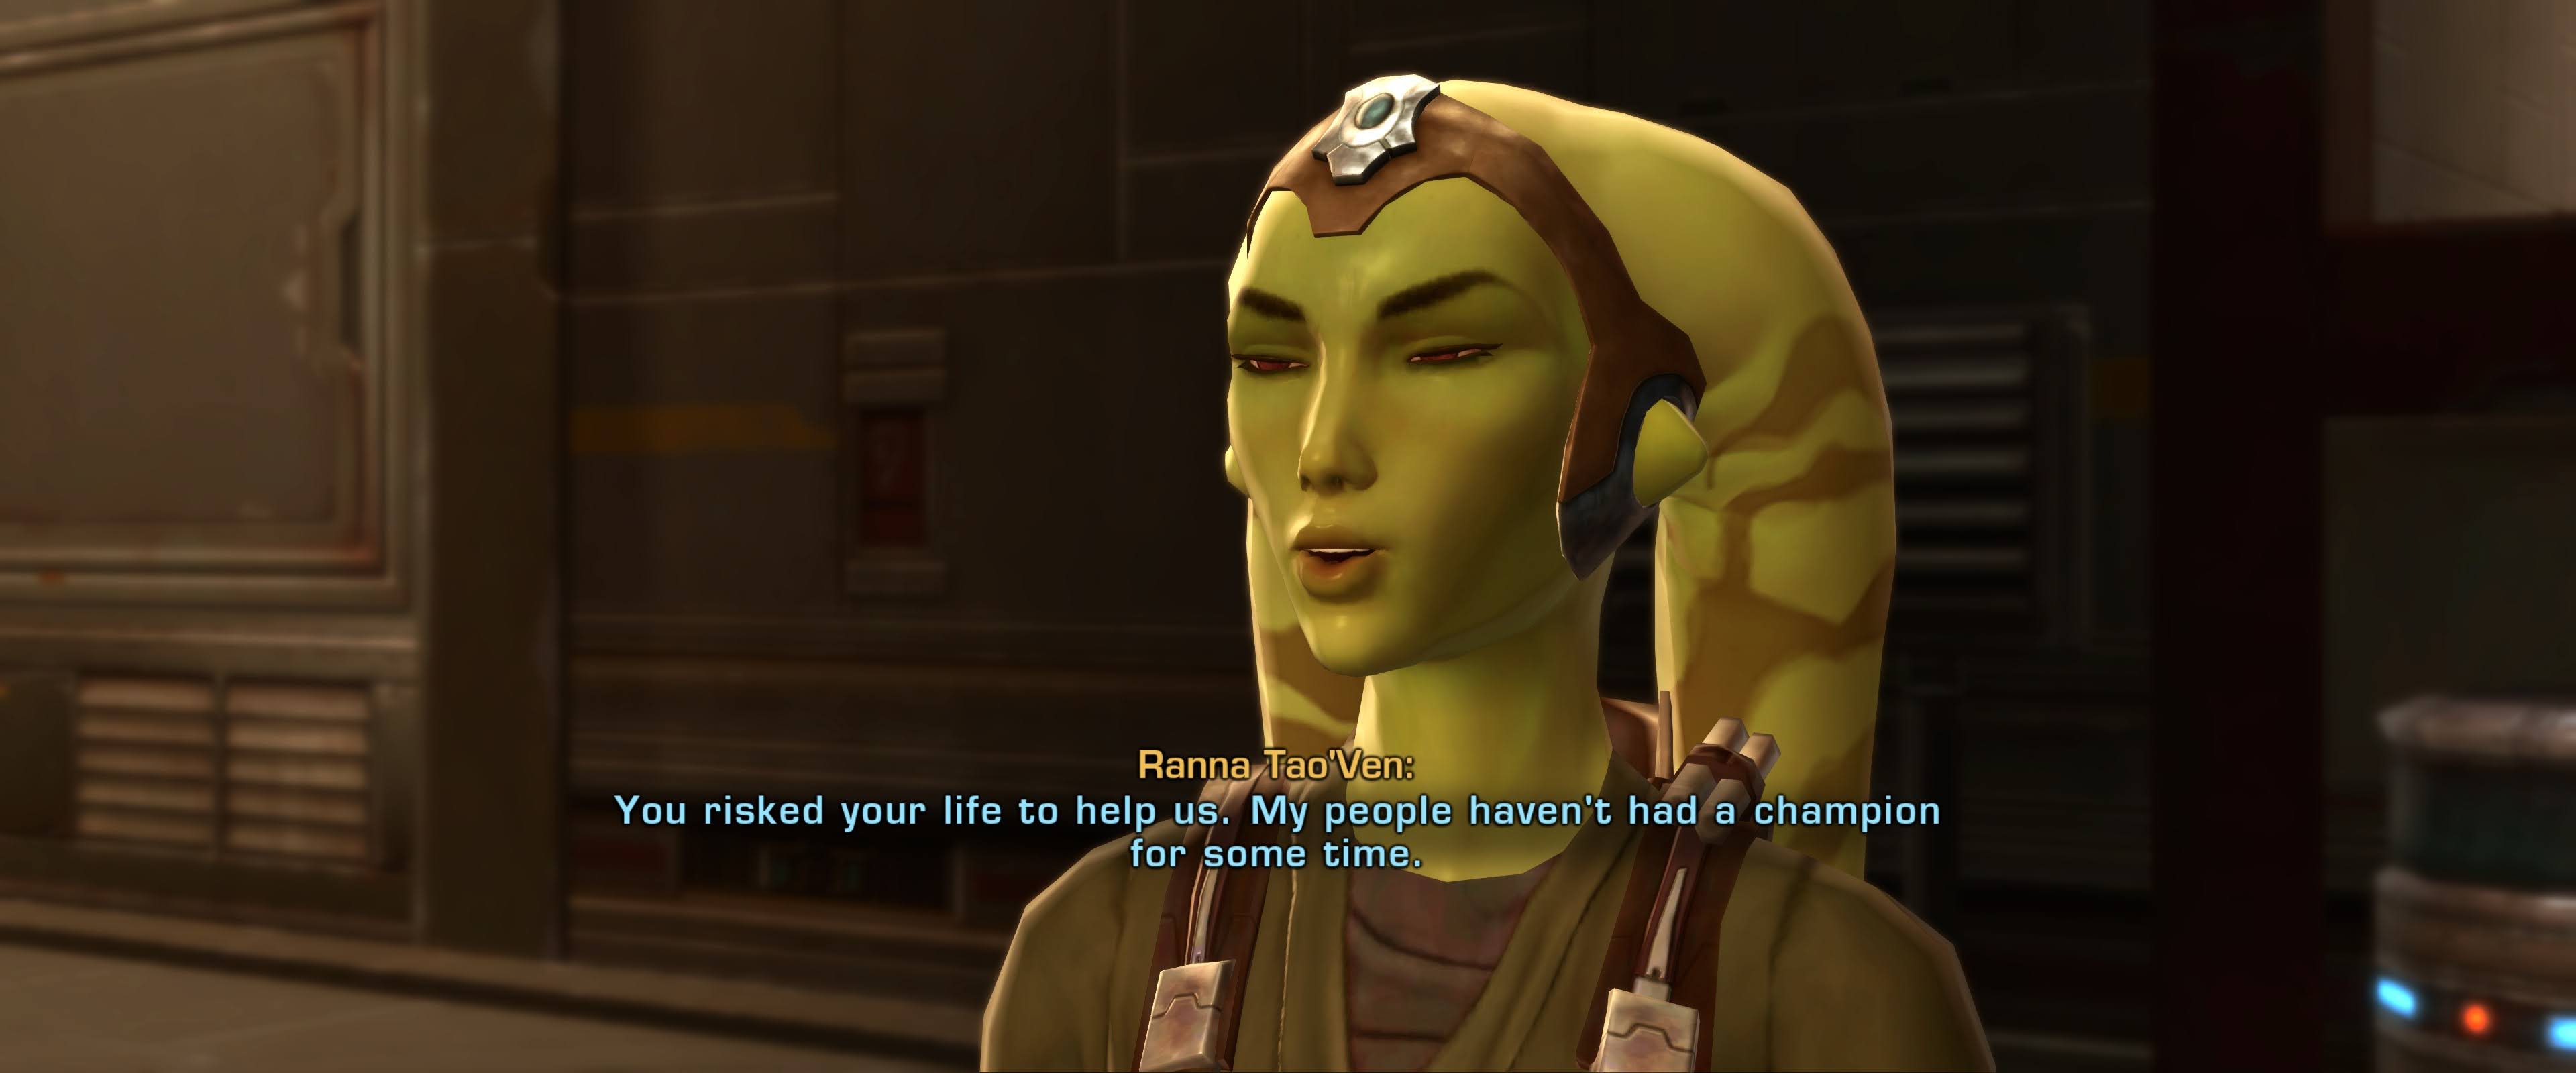 Ranna Tao'Ven:
You risked your life to help us. My people haven't had a champion
for some time.